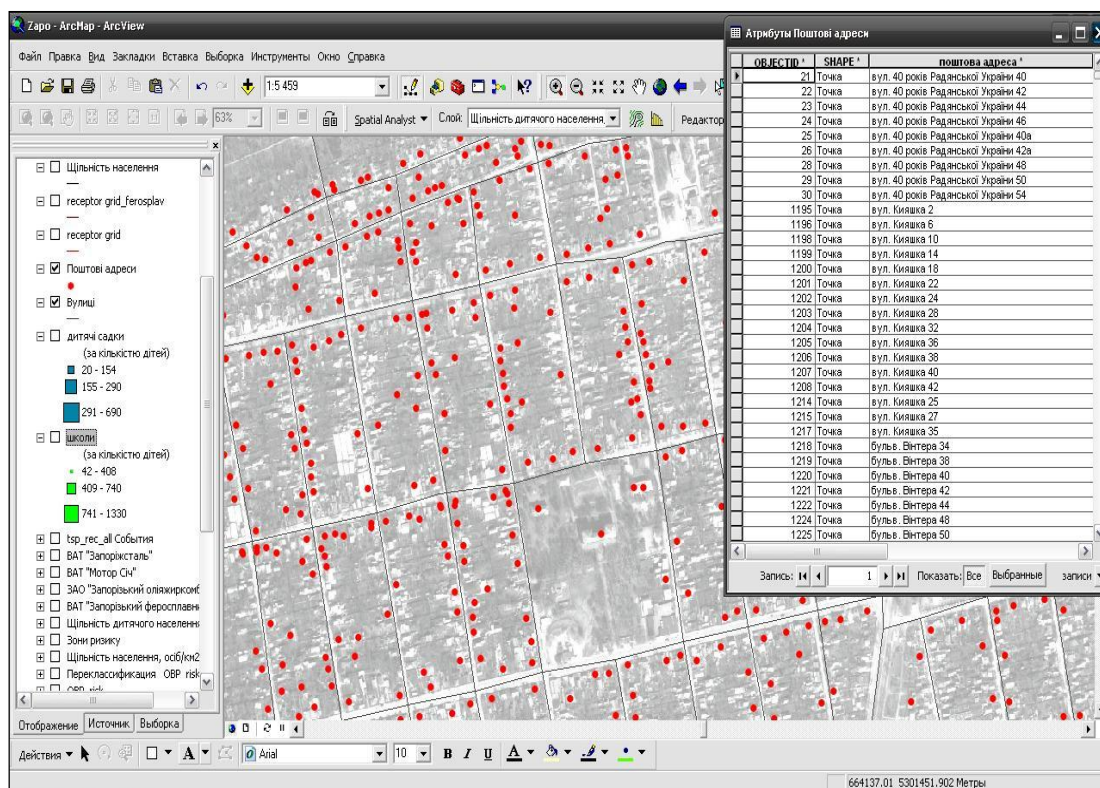 Zapo - ArcMap - ArcView
Файл Правка Вид Закладки Вставка Выборка Инструменты Окно Справка
1:5 459
63%
Spatial Analyst
Слой:
Щільність дитячого населення,
Редактор
Щільність населення
receptor grid_ferosplav
receptor grid
Поштові адреси
Вулиці
дитячі садки
(за кількістю дітей)
20 - 154
155 - 290
291 - 690
школи
(за кількістю дітей)
42 - 408
409 - 740
741 - 1330
tsp_rec_all События
ВАТ "Запоріжсталь"
ВАТ "Мотор Січ"
ЗАО "Запорізький оліяжиркомб
ВАТ "Запорізький феросплавн
Щільність дитячого населенн
Зони ризику
Щільність населення, осіб/км2
Переклассификация OBP risk
OBP risk
Отображение Источник Выборка
Атрибуты Поштові адреси
OBJECTID * SHAPE * поштова адреса *
21 Точка вул. 40 років Радянської України 40
22 Точка вул. 40 років Радянської України 42
23 Точка вул. 40 років Радянської України 44
24 Точка вул. 40 років Радянської України 46
25 Точка вул. 40 років Радянської України 40а
26 Точка вул. 40 років Радянської України 42а
28 Точка вул. 40 років Радянської України 48
29 Точка вул. 40 років Радянської України 50
30 Точка вул. 40 років Радянської України 54
1195 Точка вул. Кияшка 2
1196 Точка вул. Кияшка 6
1198 Точка вул. Кияшка 10
1199 Точка вул. Кияшка 14
1200 Точка вул. Кияшка 18
1201 Точка вул. Кияшка 22
1202 Точка вул. Кияшка 24
1203 Точка вул. Кияшка 28
1204 Точка вул. Кияшка 32
1205 Точка вул. Кияшка 36
1206 Точка вул. Кияшка 38
1207 Точка вул. Кияшка 40
1208 Точка вул. Кияшка 42
1214 Точка вул. Кияшка 25
1215 Точка вул. Кияшка 27
1217 Точка вул. Кияшка 35
1218 Точка бульв. Вінтера 34
1219 Точка бульв. Вінтера 38
1220 Точка бульв. Вінтера 40
1221 Точка бульв. Вінтера 42
1222 Точка бульв. Вінтера 44
1224 Точка бульв. Вінтера 48
1225 Точка бульв. Вінтера 50
Запись: 1 Показать: Все Выбранные записи
Действия A Arial 10 B I U A
664137.01 5301451.902 Метры